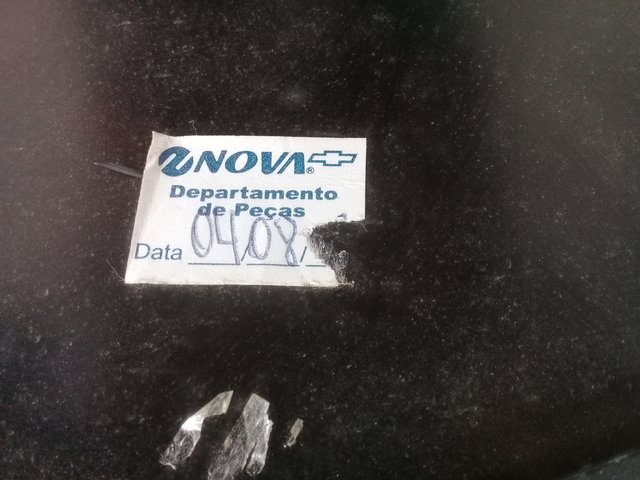 NOVA®
Departamento
de Peças
Data 04/08/